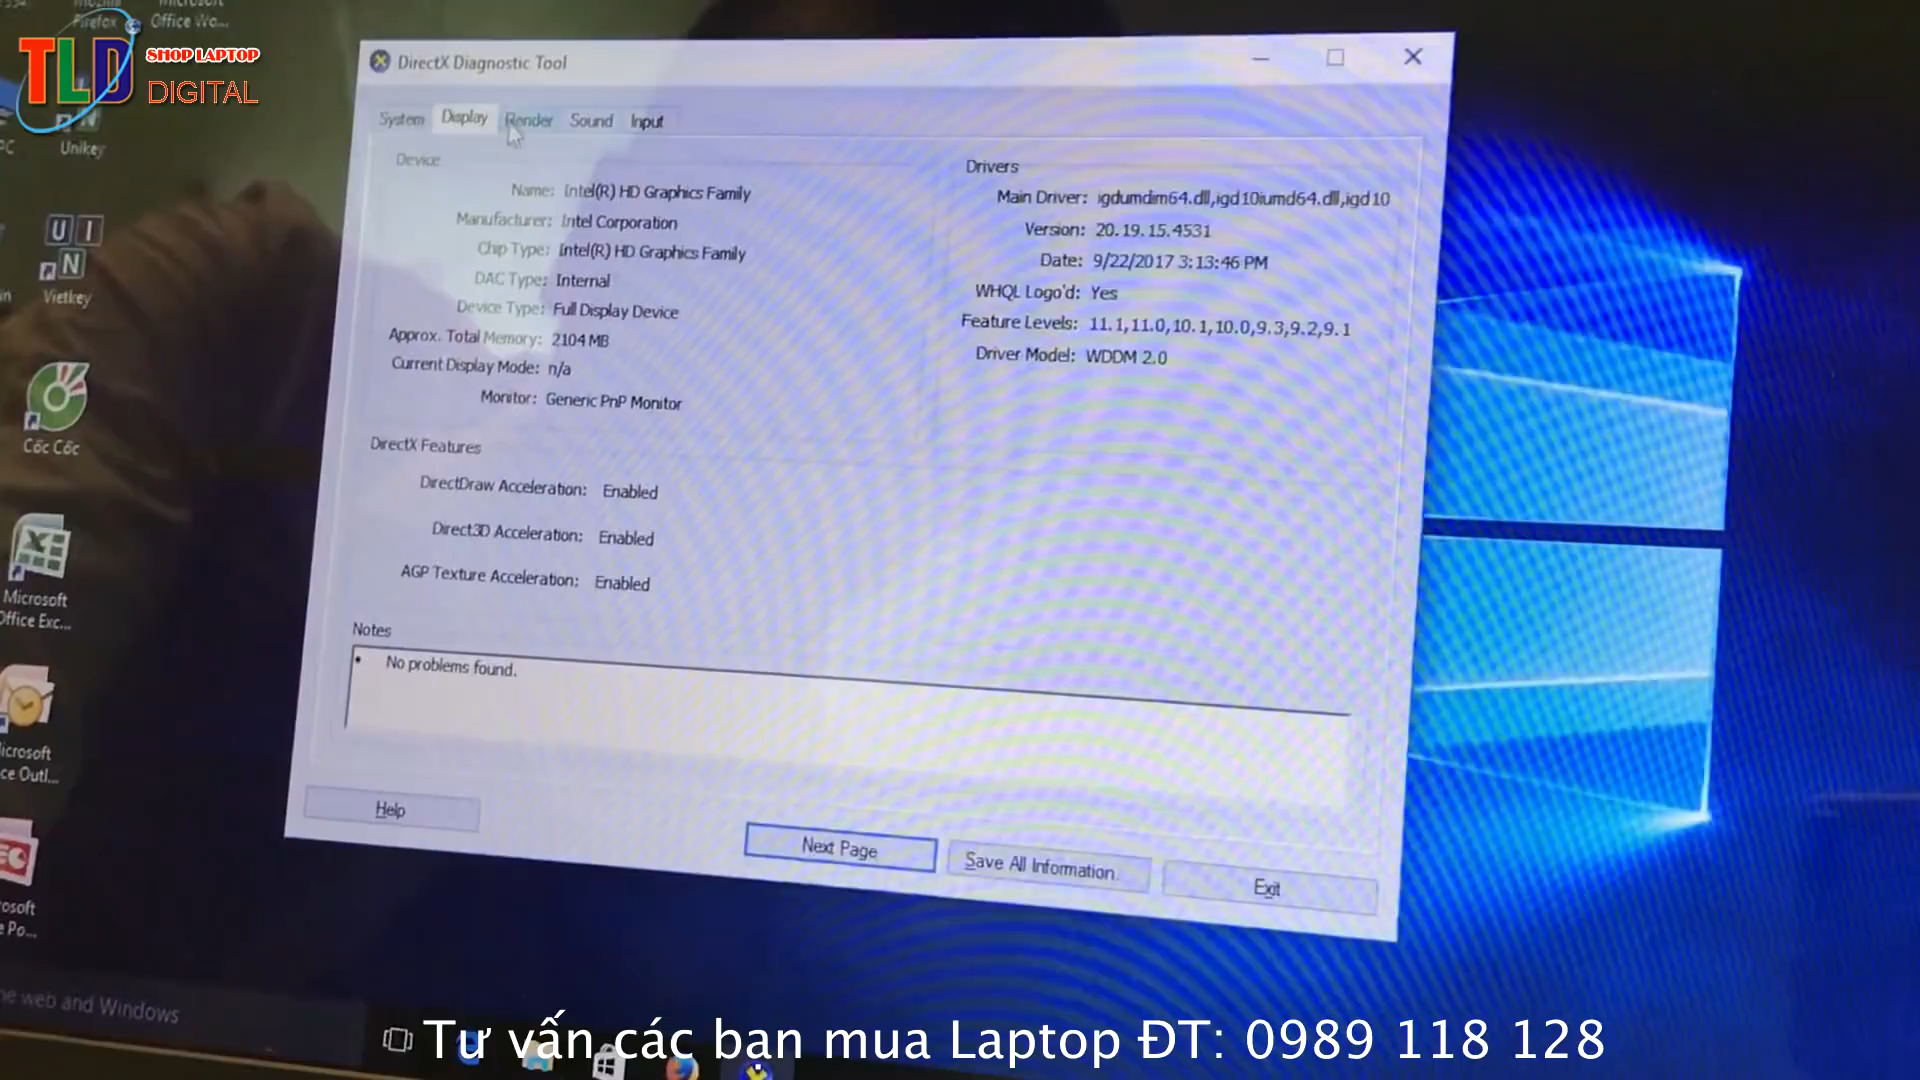 Firefox
Office Wo...
TLD
SHOP LAPTOP
DIGITAL
Unikey
UI
N
Vietkey
Cốc Cốc
Microsoft
Office Exc...
DirectX Diagnostic Tool
System Display Render Sound Input
Device
Name: Intel(R) HD Graphics Family
Manufacturer: Intel Corporation
Chip Type: Intel(R) HD Graphics Family
DAC Type: Internal
Device Type: Full Display Device
Approx. Total Memory: 2104 MB
Current Display Mode: n/a
Monitor: Generic PnP Monitor
Drivers
Main Driver: igdumdim64.dll,igd10iumd64.dll,igd10
Version: 20.19.15.4531
Date: 9/22/2017 3:13:46 PM
WHQL Logo'd: Yes
Feature Levels: 11.1,11.0,10.1,10.0,9.3,9.2,9.1
Driver Model: WDDM 2.0
DirectX Features
DirectDraw Acceleration: Enabled
Direct3D Acceleration: Enabled
AGP Texture Acceleration: Enabled
Notes
• No problems found.
Help
Next Page
Save All Information.
Exit
web and Windows
Tư vấn các bạn mua Laptop ĐT: 0989 118 128